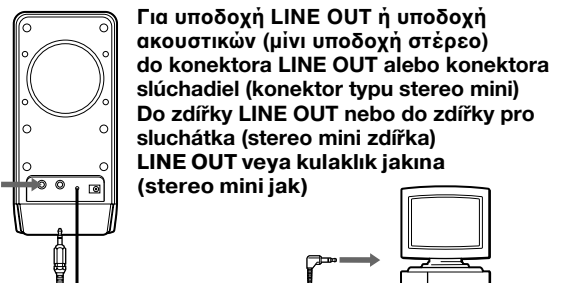 Για υποδοχή LINE OUT ή υποδοχή
ακουστικών (μίνι υποδοχή στέρεο)
do konektora LINE OUT alebo konektora
slúchadiel (konektor typu stereo mini)
Do zdířky LINE OUT nebo do zdířky pro
sluchátka (stereo mini zdířka)
LINE OUT veya kulaklık jakına
(stereo mini jak)